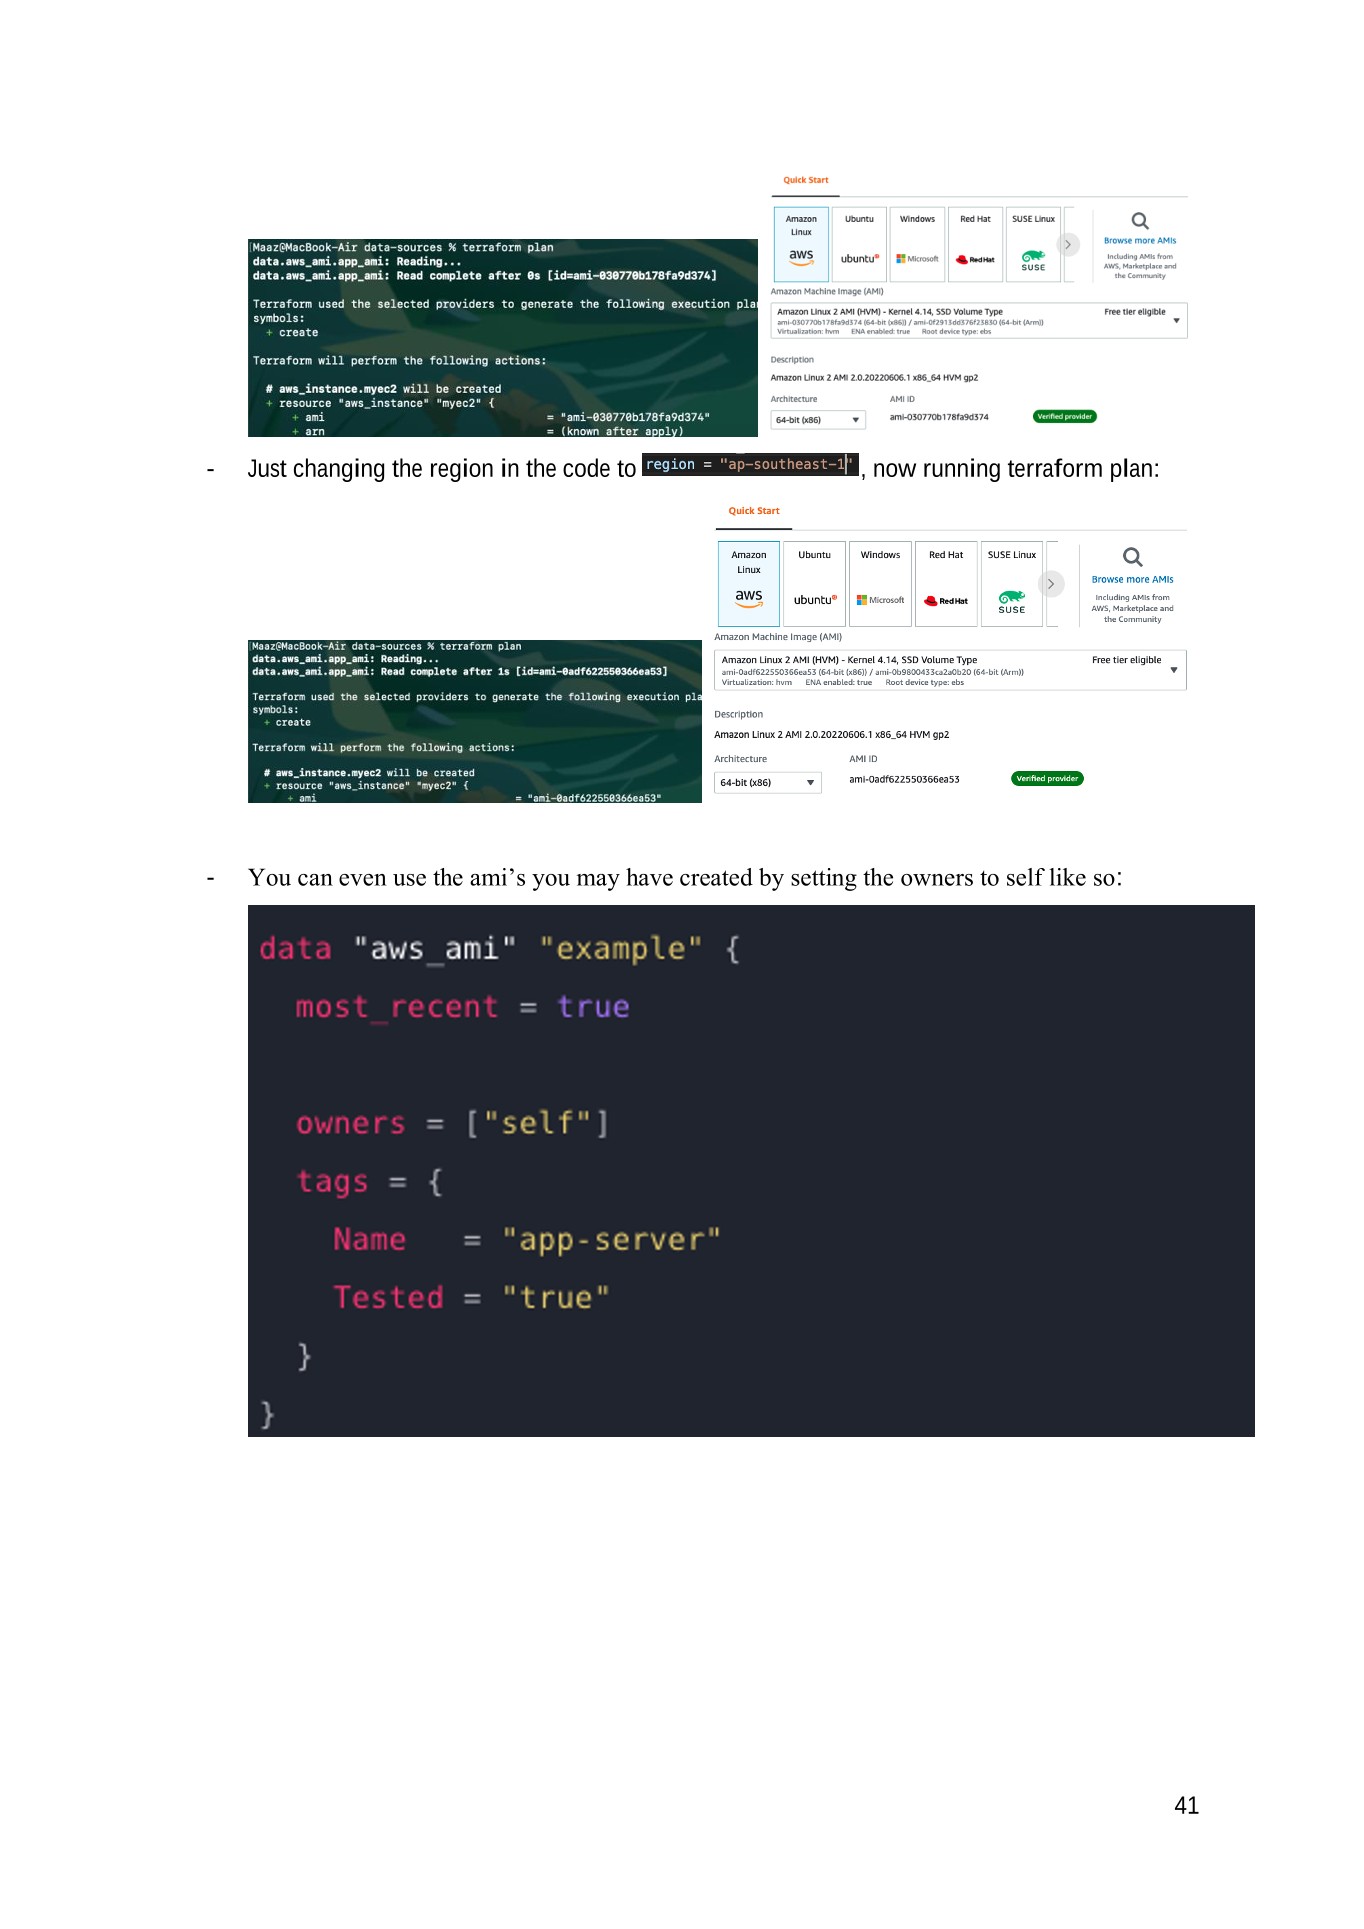 Quick Start
Amazon Linux
aws
Ubuntu
ubuntu
Windows
Microsoft
Red Hat
RedHat
SUSE Linux
SUSE
Browse more AMIs
Including AMIs from
AWS, Marketplace and
the Community
Maaz@MacBook-Air data-sources % terraform plan
data.aws_ami.app_ami: Reading...
data.aws_ami.app_ami: Read complete after 0s [id=ami-030770b178fa9d374]
Terraform used the selected providers to generate the following execution pla
symbols:
+ create
Terraform will perform the following actions:
# aws_instance.myec2 will be created
+ resource "aws_instance" "myec2" {
+ ami = "ami-030770b178fa9d374"
+ arn = (known after apply)
Amazon Machine Image (AMI)
Amazon Linux 2 AMI (HVM) - Kernel 4.14, SSD Volume Type Free tier eligible
ami-030770b178fa9d374 (64-bit (x86)) / ami-0f2913dd376f23830 (64-bit (Arm))
Virtualization: hvm ENA enabled: true Root device type: ebs
Description
Amazon Linux 2 AMI 2.0.20220606.1 x86_64 HVM gp2
Architecture AMI ID
64-bit (x86) ami-030770b178fa9d374 Verified provider
- Just changing the region in the code to region = "ap-southeast-1", now running terraform plan:
Quick Start
Amazon Linux
aws
Ubuntu
ubuntu
Windows
Microsoft
Red Hat
RedHat
SUSE Linux
SUSE
Browse more AMIs
Including AMIs from
AWS, Marketplace and
the Community
Maaz@MacBook-Air data-sources % terraform plan
data.aws_ami.app_ami: Reading...
data.aws_ami.app_ami: Read complete after 1s [id=ami-0adf622550366ea53]
Terraform used the selected providers to generate the following execution pla
symbols:
+ create
Terraform will perform the following actions:
# aws_instance.myec2 will be created
+ resource "aws_instance" "myec2" {
+ ami = "ami-0adf622550366ea53"
Amazon Machine Image (AMI)
Amazon Linux 2 AMI (HVM) - Kernel 4.14, SSD Volume Type Free tier eligible
ami-0adf622550366ea53 (64-bit (x86)) / ami-0b9800433ca2a0b20 (64-bit (Arm))
Virtualization: hvm ENA enabled: true Root device type: ebs
Description
Amazon Linux 2 AMI 2.0.20220606.1 x86_64 HVM gp2
Architecture AMI ID
64-bit (x86) ami-0adf622550366ea53 Verified provider
- You can even use the ami’s you may have created by setting the owners to self like so:
data "aws_ami" "example" {
most_recent = true
owners = ["self"]
tags = {
Name = "app-server"
Tested = "true"
}
}
41